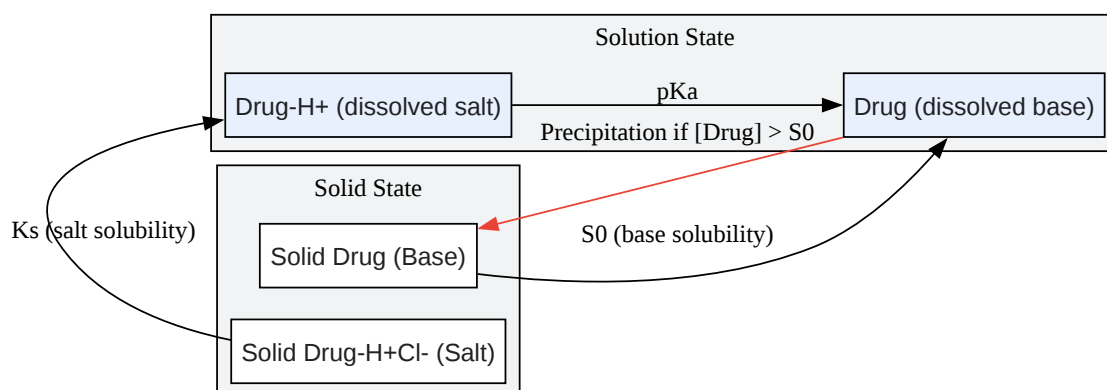 Solution State
Drug-H+ (dissolved salt)
pKa
Drug (dissolved base)
Precipitation if [Drug] > S0
Solid State
Ks (salt solubility)
Solid Drug (Base)
S0 (base solubility)
Solid Drug-H+Cl- (Salt)